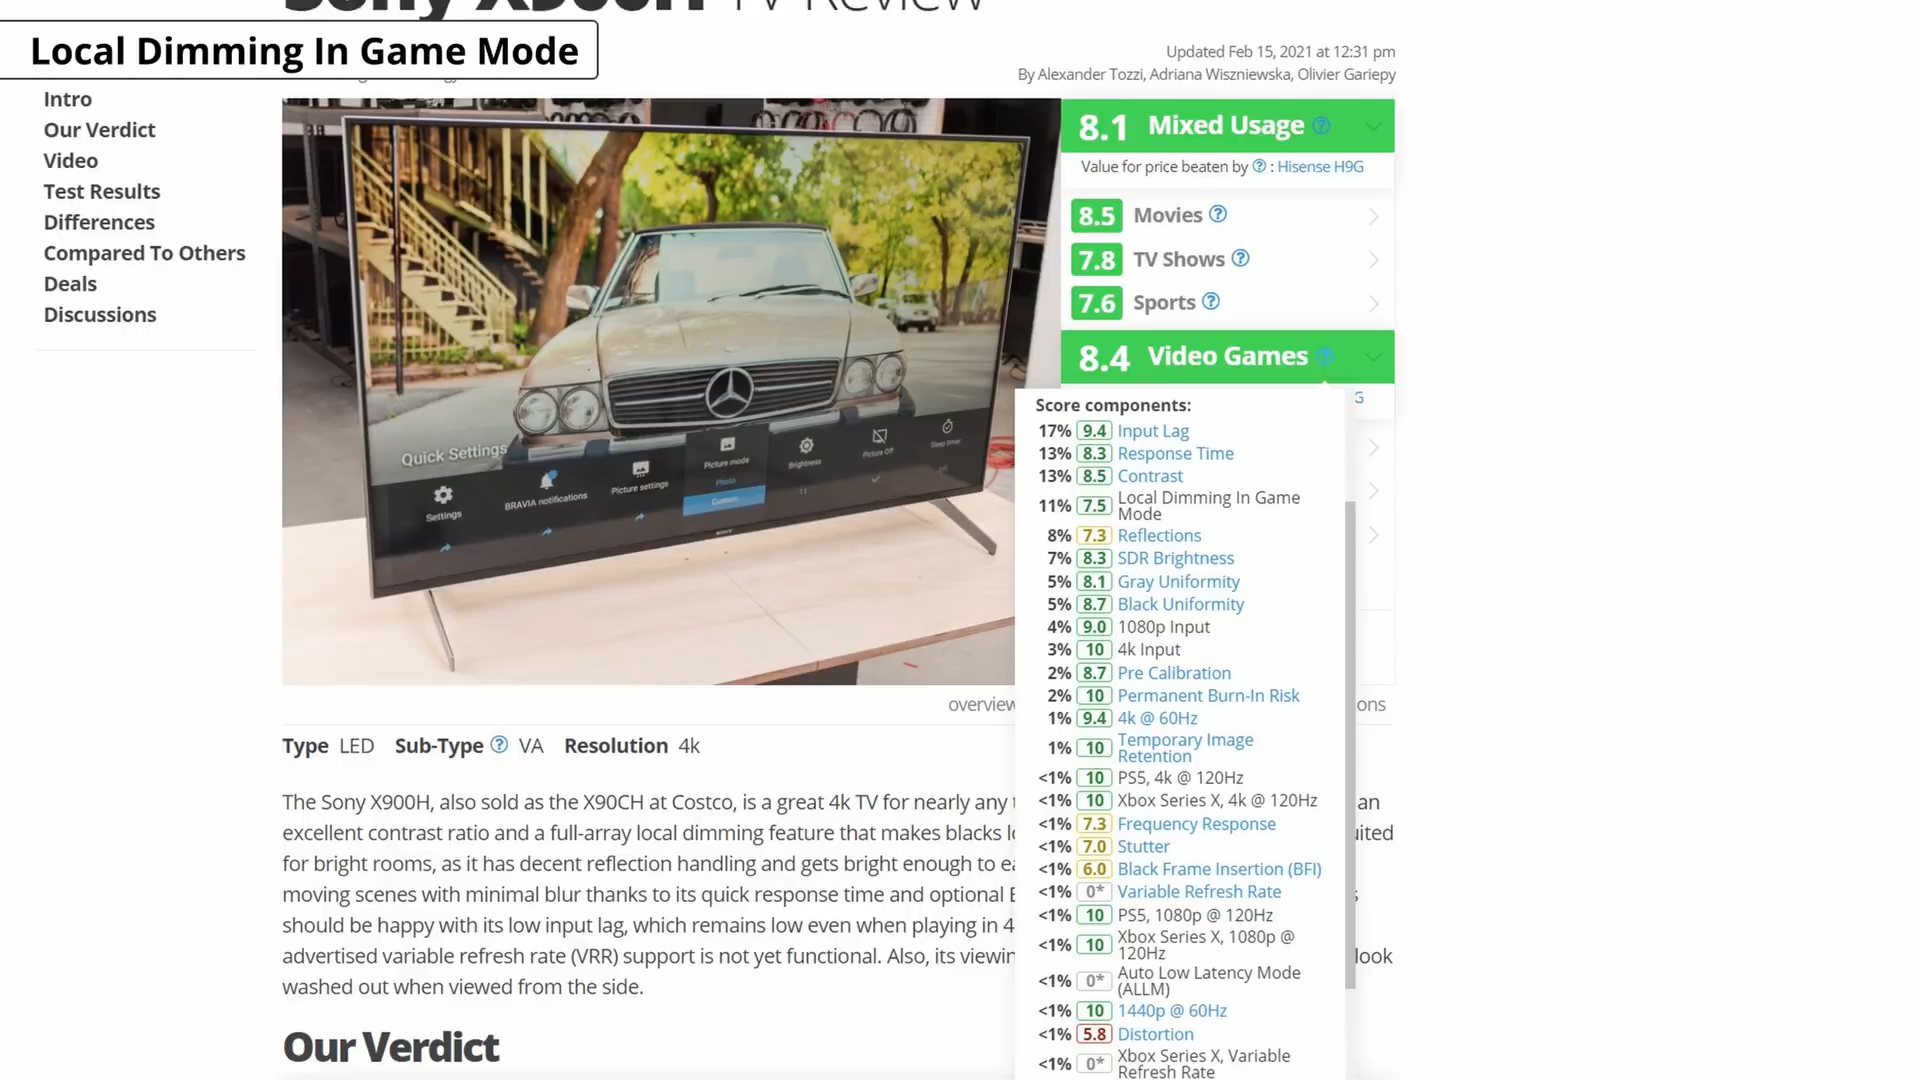 Sony X900H TV Review
Local Dimming In Game Mode
Updated Feb 15, 2021 at 12:31 pm
By Alexander Tozzi, Adriana Wiszniewska, Olivier Gariepy
Intro
Our Verdict
Video
Test Results
Differences
Compared To Others
Deals
Discussions
Quick Settings
Settings
BRAVIA notifications
Picture settings
Picture mode
Photo
Custom
Brightness
11
Picture Off
Sleep timer
SONY
8.1 Mixed Usage
Value for price beaten by : Hisense H9G
8.5 Movies
7.8 TV Shows
7.6 Sports
8.4 Video Games
G
Score components:
17% 9.4 Input Lag
13% 8.3 Response Time
13% 8.5 Contrast
11% 7.5 Local Dimming In Game
Mode
8% 7.3 Reflections
7% 8.3 SDR Brightness
5% 8.1 Gray Uniformity
5% 8.7 Black Uniformity
4% 9.0 1080p Input
3% 10 4k Input
2% 8.7 Pre Calibration
2% 10 Permanent Burn-In Risk
1% 9.4 4k @ 60Hz
1% 10 Temporary Image
Retention
<1% 10 PS5, 4k @ 120Hz
<1% 10 Xbox Series X, 4k @ 120Hz
<1% 7.3 Frequency Response
<1% 7.0 Stutter
<1% 6.0 Black Frame Insertion (BFI)
<1% 0* Variable Refresh Rate
<1% 10 PS5, 1080p @ 120Hz
<1% 10 Xbox Series X, 1080p @
120Hz
<1% 0* Auto Low Latency Mode
(ALLM)
<1% 10 1440p @ 60Hz
<1% 5.8 Distortion
<1% 0* Xbox Series X, Variable
Refresh Rate
overview
ons
Type LED Sub-Type VA Resolution 4k
The Sony X900H, also sold as the X90CH at Costco, is a great 4k TV for nearly any an
excellent contrast ratio and a full-array local dimming feature that makes blacks
for bright rooms, as it has decent reflection handling and gets bright enough to
moving scenes with minimal blur thanks to its quick response time and optional
should be happy with its low input lag, which remains low even when playing in 4
advertised variable refresh rate (VRR) support is not yet functional. Also, its look
washed out when viewed from the side.
Our Verdict